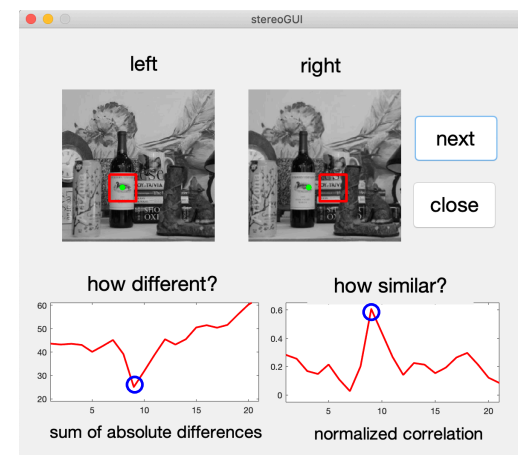 stereoGUI
left
right
next
close
how different?
how similar?
60
50
40
30
20
5
10
15
20
0.6
0.4
0.2
0
5
10
15
20
sum of absolute differences
normalized correlation